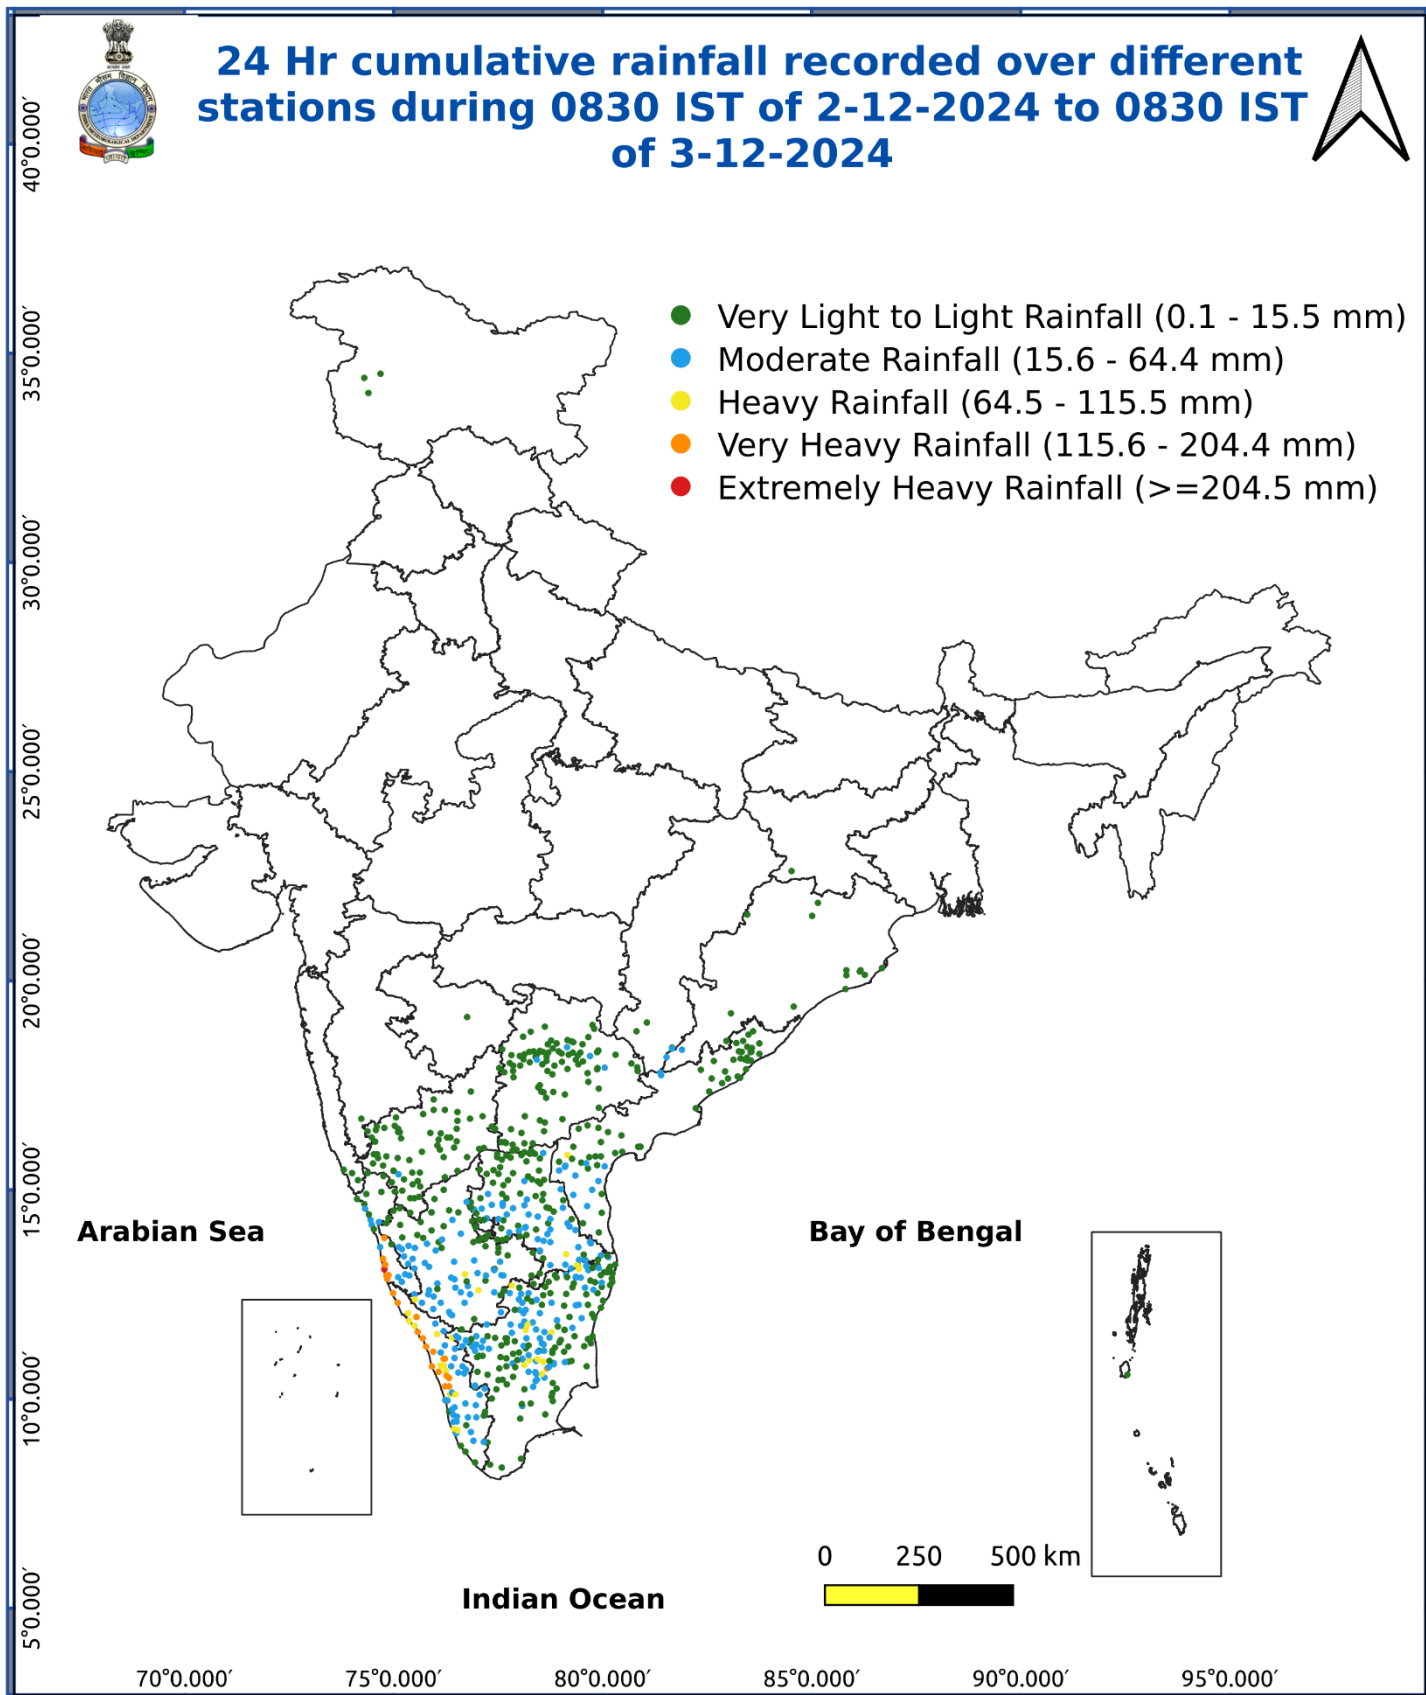 24 Hr cumulative rainfall recorded over different
stations during 0830 IST of 2-12-2024 to 0830 IST
of 3-12-2024
Very Light to Light Rainfall (0.1 - 15.5 mm)
Moderate Rainfall (15.6 - 64.4 mm)
Heavy Rainfall (64.5 - 115.5 mm)
Very Heavy Rainfall (115.6 - 204.4 mm)
Extremely Heavy Rainfall (>=204.5 mm)
40°0.000′
35°0.000′
30°0.000′
25°0.000′
20°0.000′
15°0.000′
10°0.000′
5°0.000′
Arabian Sea
Bay of Bengal
Indian Ocean
0 250 500 km
70°0.000′ 75°0.000′ 80°0.000′ 85°0.000′ 90°0.000′ 95°0.000′